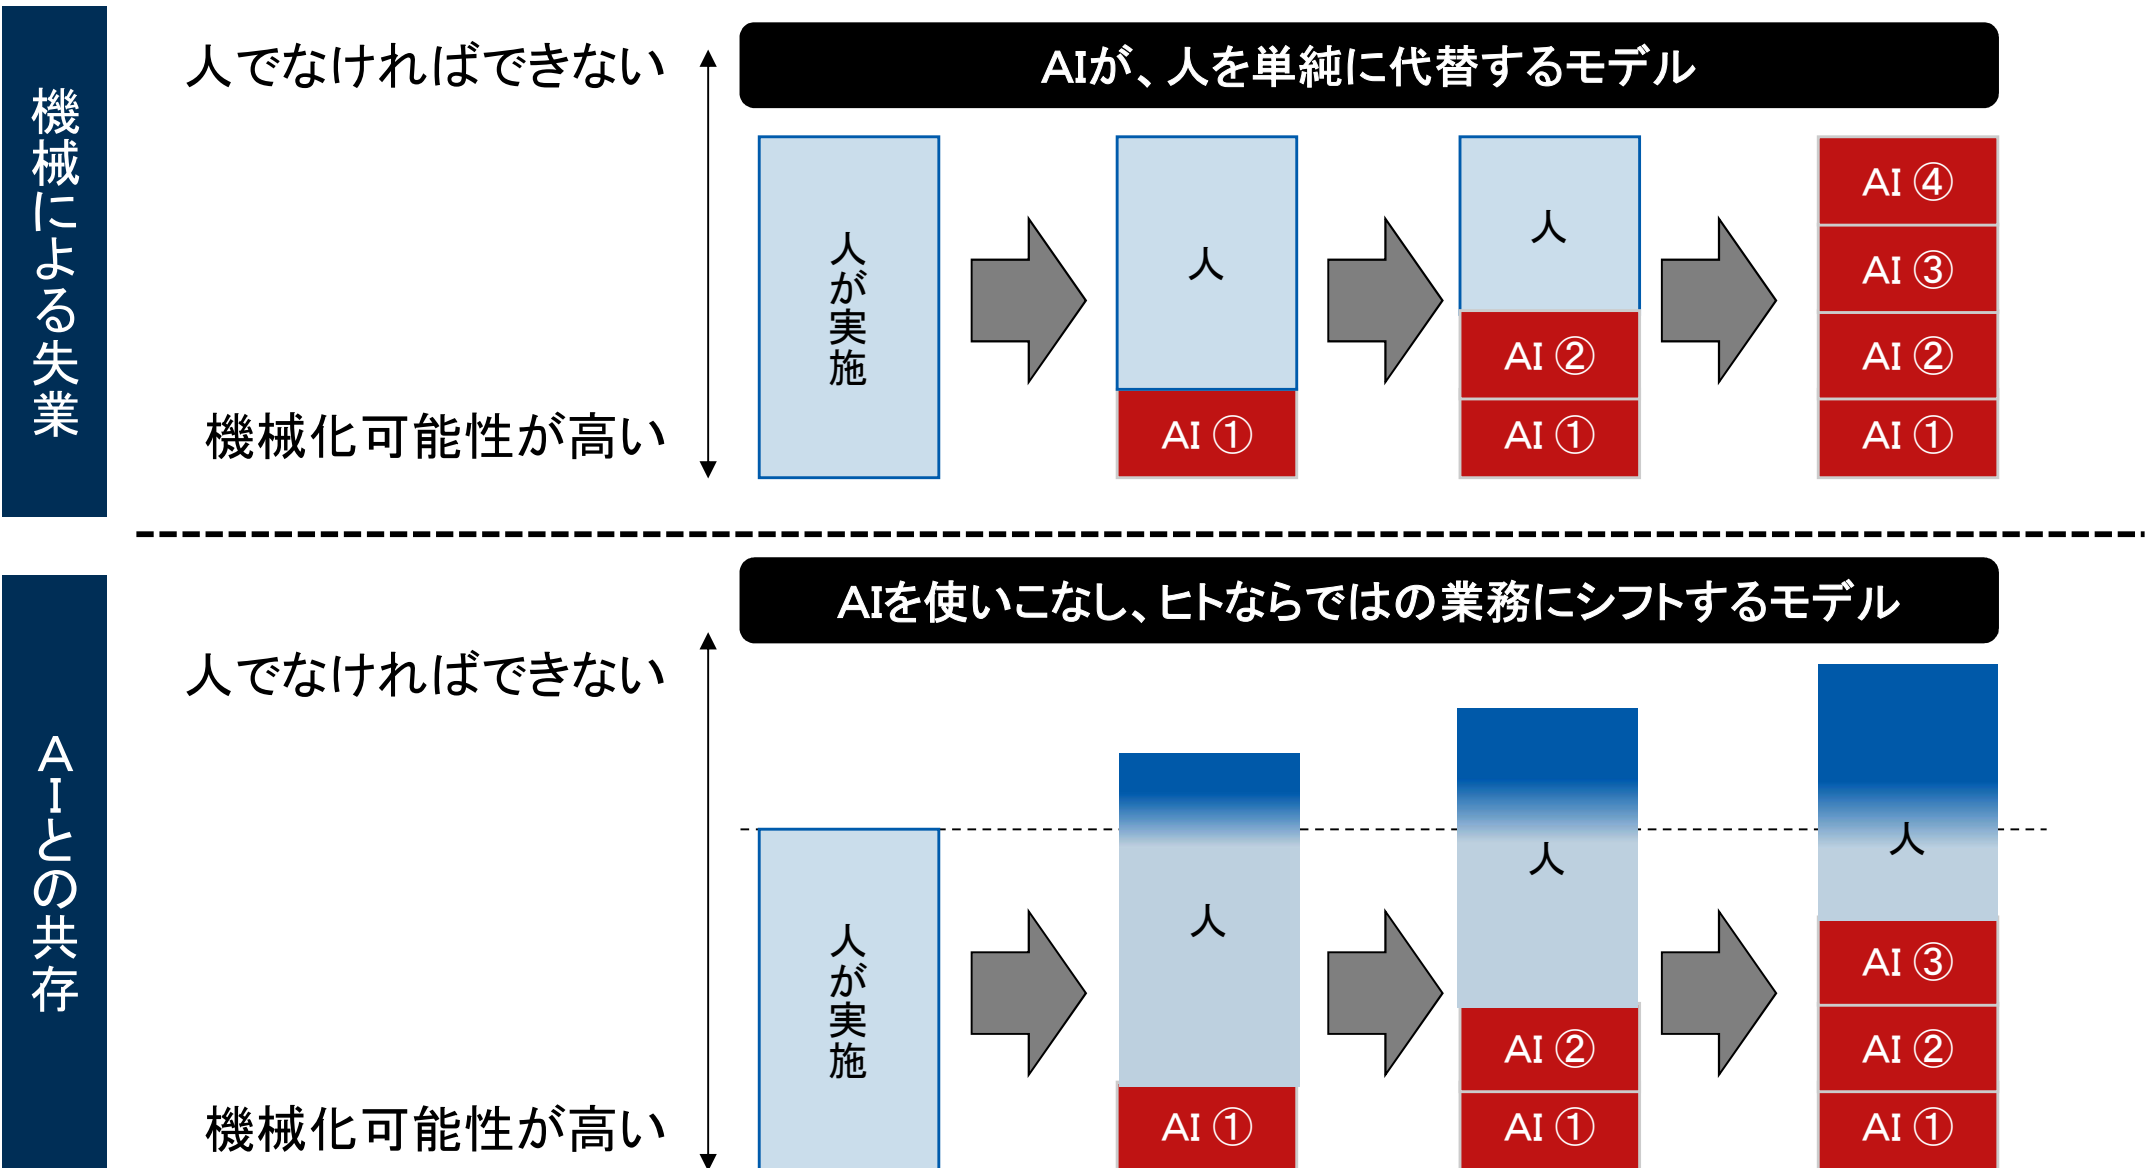 機械による失業
人でなければできない
機械化可能性が高い
AIが、人を単純に代替するモデル
人が実施
人
AI ①
人
AI ②
AI ①
AI ④
AI ③
AI ②
AI ①
AIとの共存
人でなければできない
機械化可能性が高い
AIを使いこなし、ヒトならではの業務にシフトするモデル
人が実施
人
AI ①
人
AI ②
AI ①
人
AI ③
AI ②
AI ①